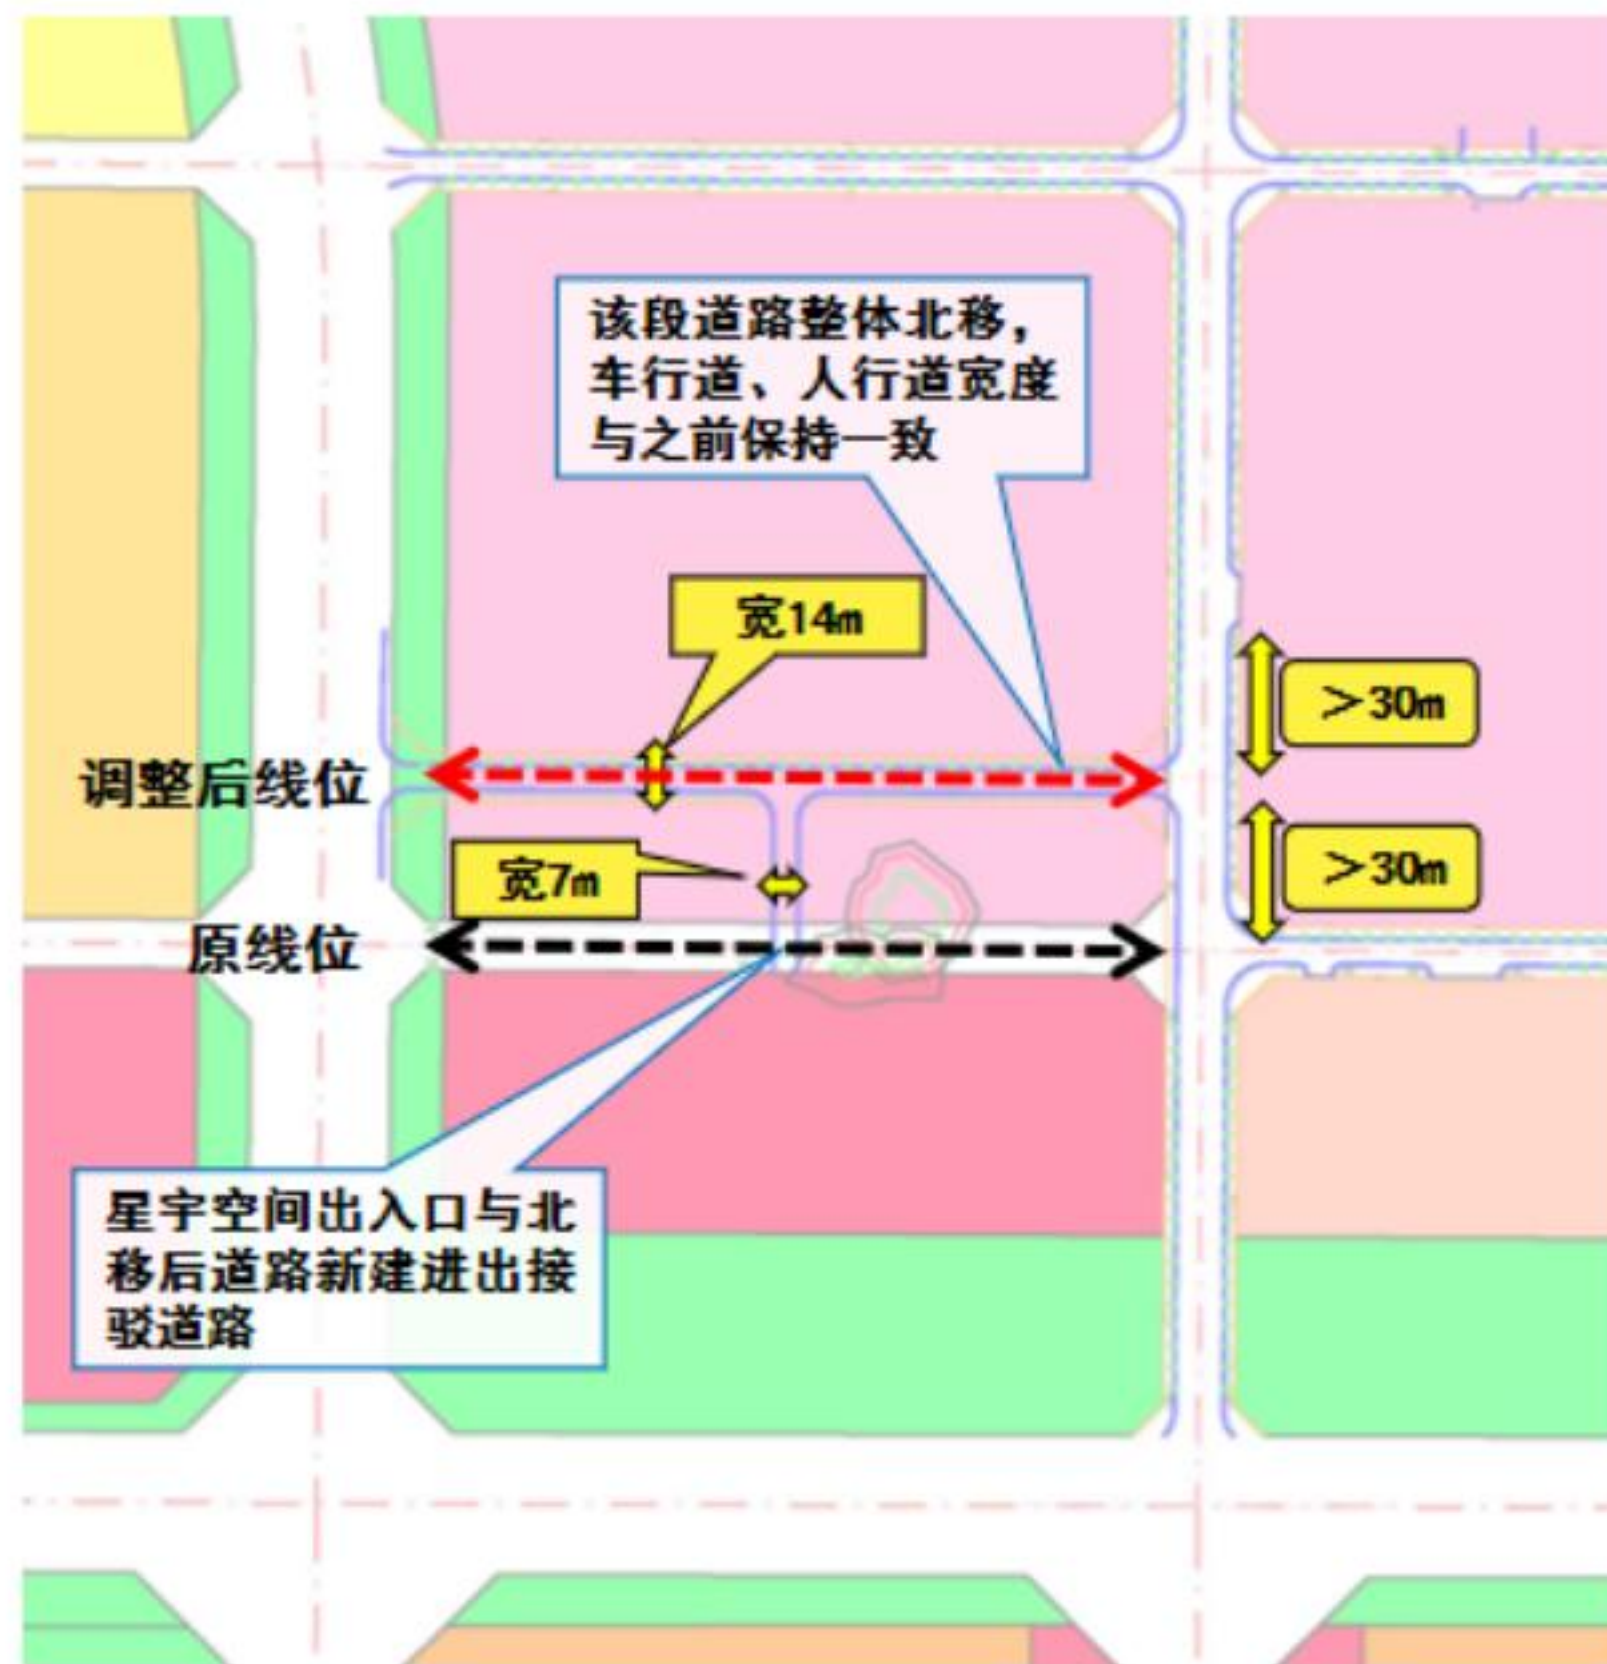 该段道路整体北移，
车行道、人行道宽度
与之前保持一致
宽14m
＞30m
调整后线位
＞30m
宽7m
原线位
星宇空间出入口与北
移后道路新建进出接
驳道路